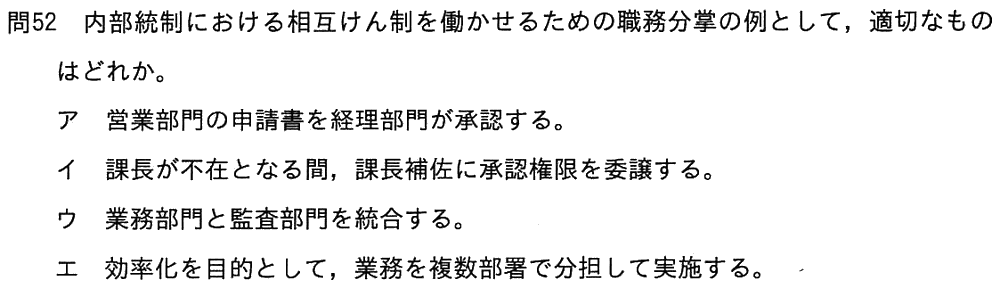 問52 内部統制における相互けん制を働かせるための職務分掌の例として，適切なもの
はどれか。
ア 営業部門の申請書を経理部門が承認する。
イ 課長が不在となる間，課長補佐に承認権限を委譲する。
ウ 業務部門と監査部門を統合する。
エ 効率化を目的として，業務を複数部署で分担して実施する。